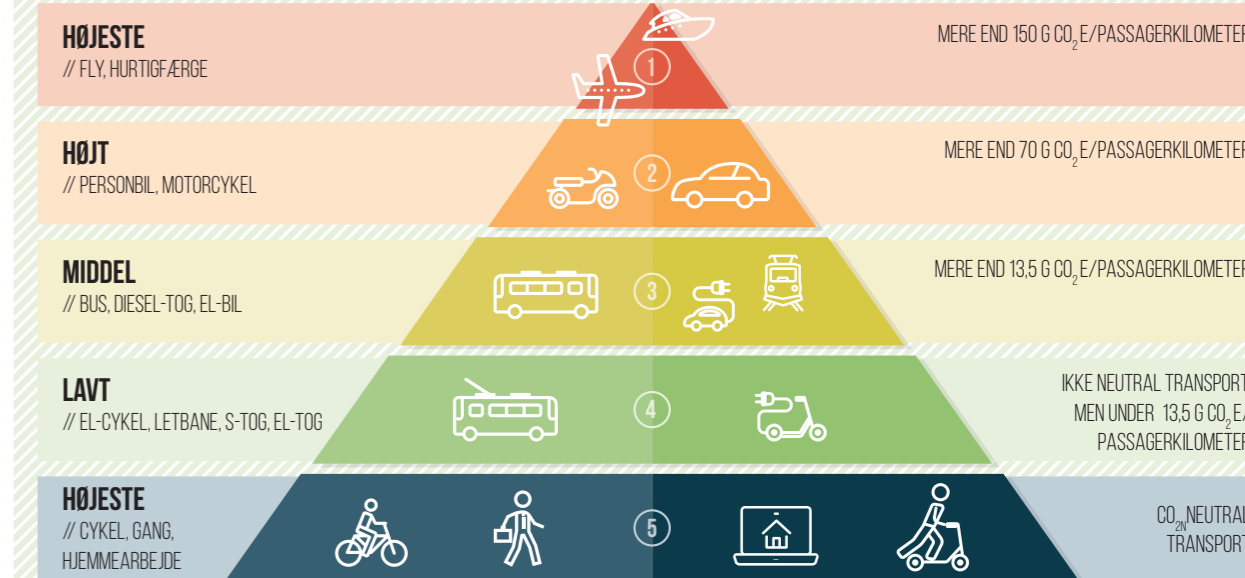 HØJESTE
// FLY, HURTIGFÆRGE
1
MERE END 150 G CO₂E/PASSAGERKILOMETER
HØJT
// PERSONBIL, MOTORCYKEL
2
MERE END 70 G CO₂E/PASSAGERKILOMETER
MIDDEL
// BUS, DIESEL-TOG, EL-BIL
3
MERE END 13,5 G CO₂E/PASSAGERKILOMETER
LAVT
// EL-CYKEL, LETBANE, S-TOG, EL-TOG
4
IKKE NEUTRAL TRANSPORT
MEN UNDER 13,5 G CO₂E/
PASSAGERKILOMETER
HØJESTE
// CYKEL, GANG,
HJEMMEARBEJDE
5
CO₂NNEUTRAL
TRANSPORT